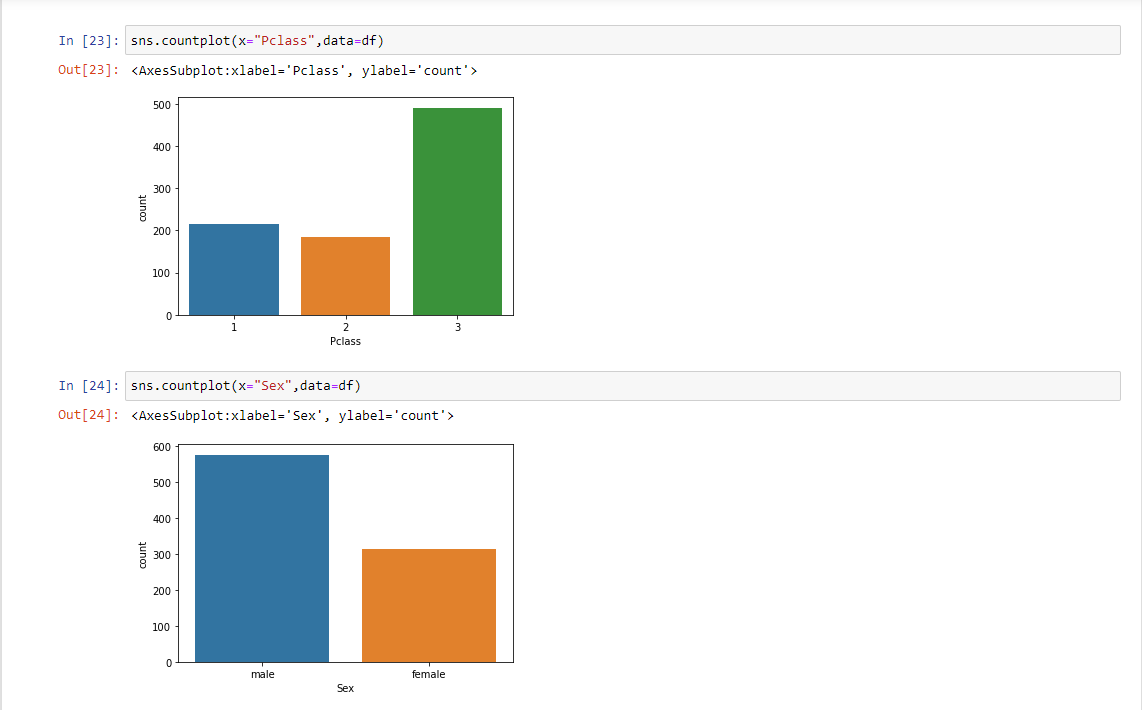 In [23]: sns.countplot(x="Pclass",data=df)
Out[23]: <AxesSubplot:xlabel='Pclass', ylabel='count'>
500
400
300
200
100
0
count
1 2 3
Pclass
In [24]: sns.countplot(x="Sex",data=df)
Out[24]: <AxesSubplot:xlabel='Sex', ylabel='count'>
600
500
400
300
200
100
0
count
male female
Sex